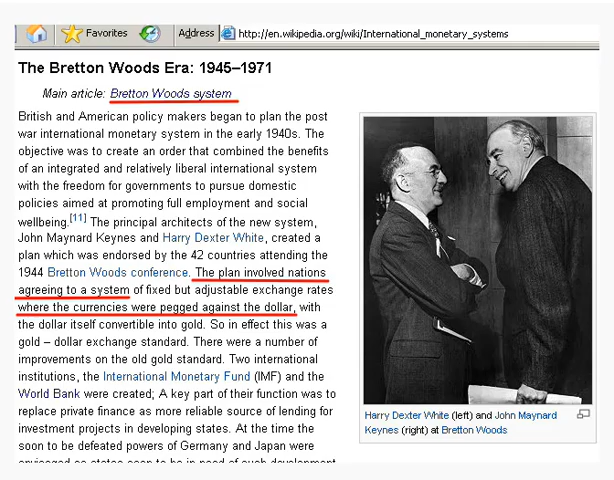 Favorites Address http://en.wikipedia.org/wiki/International_monetary_systems
The Bretton Woods Era: 1945–1971
Main article: Bretton Woods system
British and American policy makers began to plan the post
war international monetary system in the early 1940s. The
objective was to create an order that combined the benefits
of an integrated and relatively liberal international system
with the freedom for governments to pursue domestic
policies aimed at promoting full employment and social
wellbeing.[11] The principal architects of the new system,
John Maynard Keynes and Harry Dexter White, created a
plan which was endorsed by the 42 countries attending the
1944 Bretton Woods conference. The plan involved nations
agreeing to a system of fixed but adjustable exchange rates
where the currencies were pegged against the dollar, with
the dollar itself convertible into gold. So in effect this was a
gold – dollar exchange standard. There were a number of
improvements on the old gold standard. Two international
institutions, the International Monetary Fund (IMF) and the
World Bank were created; A key part of their function was to
replace private finance as more reliable source of lending for
investment projects in developing states. At the time the
soon to be defeated powers of Germany and Japan were
envisaged as states soon to be in need of such development
Harry Dexter White (left) and John Maynard
Keynes (right) at Bretton Woods